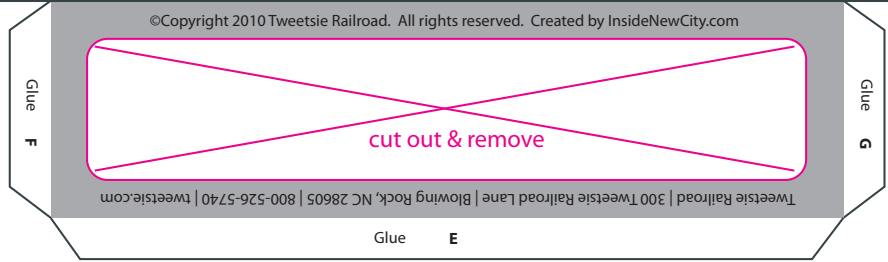 ©Copyright 2010 Tweetsie Railroad.  All rights reserved.  Created by InsideNewCity.com
Glue F
cut out & remove
Glue G
Tweetsie Railroad | 300 Tweetsie Railroad Lane | Blowing Rock, NC 28605 | 800-526-5740 | tweetsie.com
Glue E